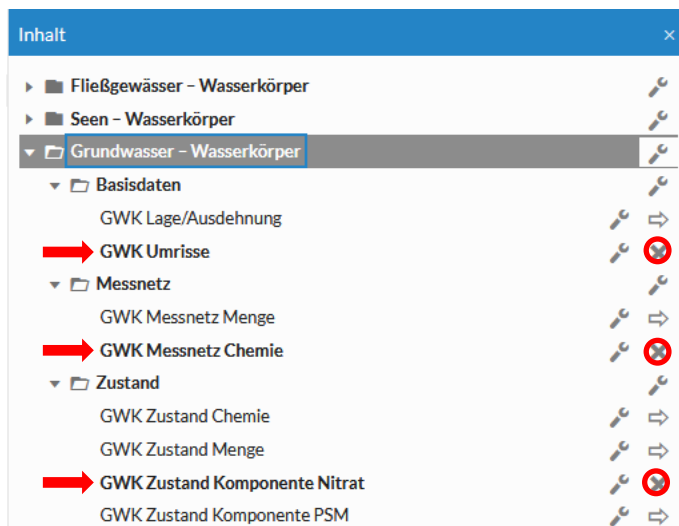 Inhalt
Fließgewässer – Wasserkörper
Seen – Wasserkörper
Grundwasser – Wasserkörper
Basisdaten
GWK Lage/Ausdehnung
GWK Umrisse
Messnetz
GWK Messnetz Menge
GWK Messnetz Chemie
Zustand
GWK Zustand Chemie
GWK Zustand Menge
GWK Zustand Komponente Nitrat
GWK Zustand Komponente PSM